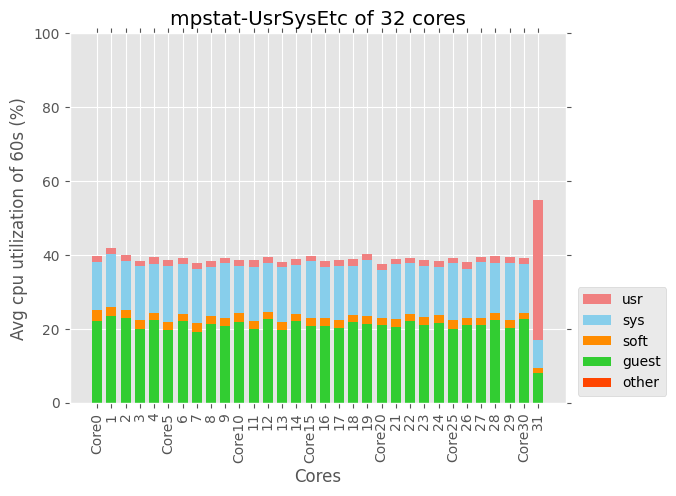 mpstat-UsrSysEtc of 32 cores
Avg cpu utilization of 60s (%)
100
80
60
40
20
0
usr
sys
soft
guest
other
Core0
1
2
3
4
Core5
6
7
8
9
Core10
11
12
13
14
Core15
16
17
18
19
Core20
21
22
23
24
Core25
26
27
28
29
Core30
31
Cores